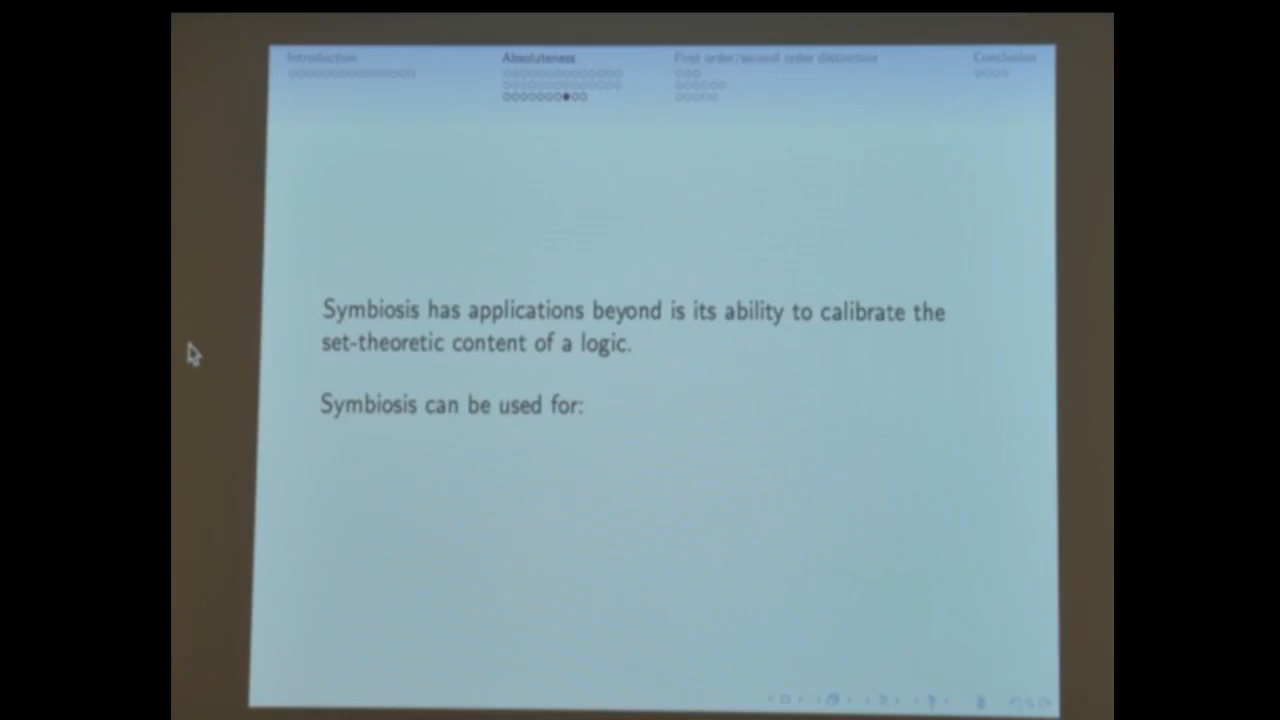 Introduction
Absoluteness
First order/second order distinction
Conclusion
Symbiosis has applications beyond is its ability to calibrate the
set-theoretic content of a logic.
Symbiosis can be used for: